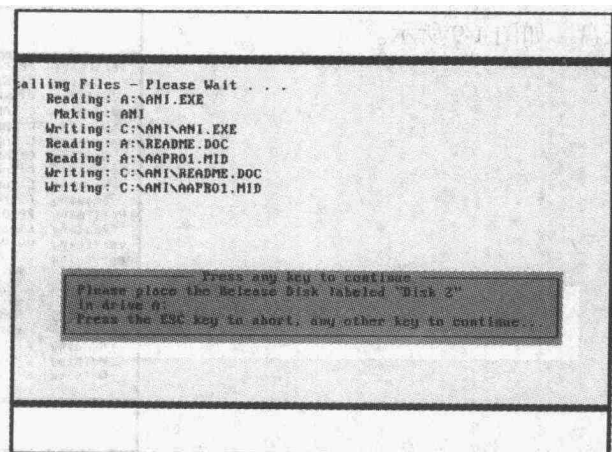 alling Files - Please Wait . . .
Reading: A:\ANI.EXE
Making: ANI
Writing: C:\ANI\ANI.EXE
Reading: A:\README.DOC
Reading: A:\AAPRO1.MID
Writing: C:\ANI\README.DOC
Writing: C:\ANI\AAPRO1.MID
Press any key to continue
Please place the Release Disk labeled "Disk 2"
in drive A:
Press the ESC key to abort, any other key to continue...